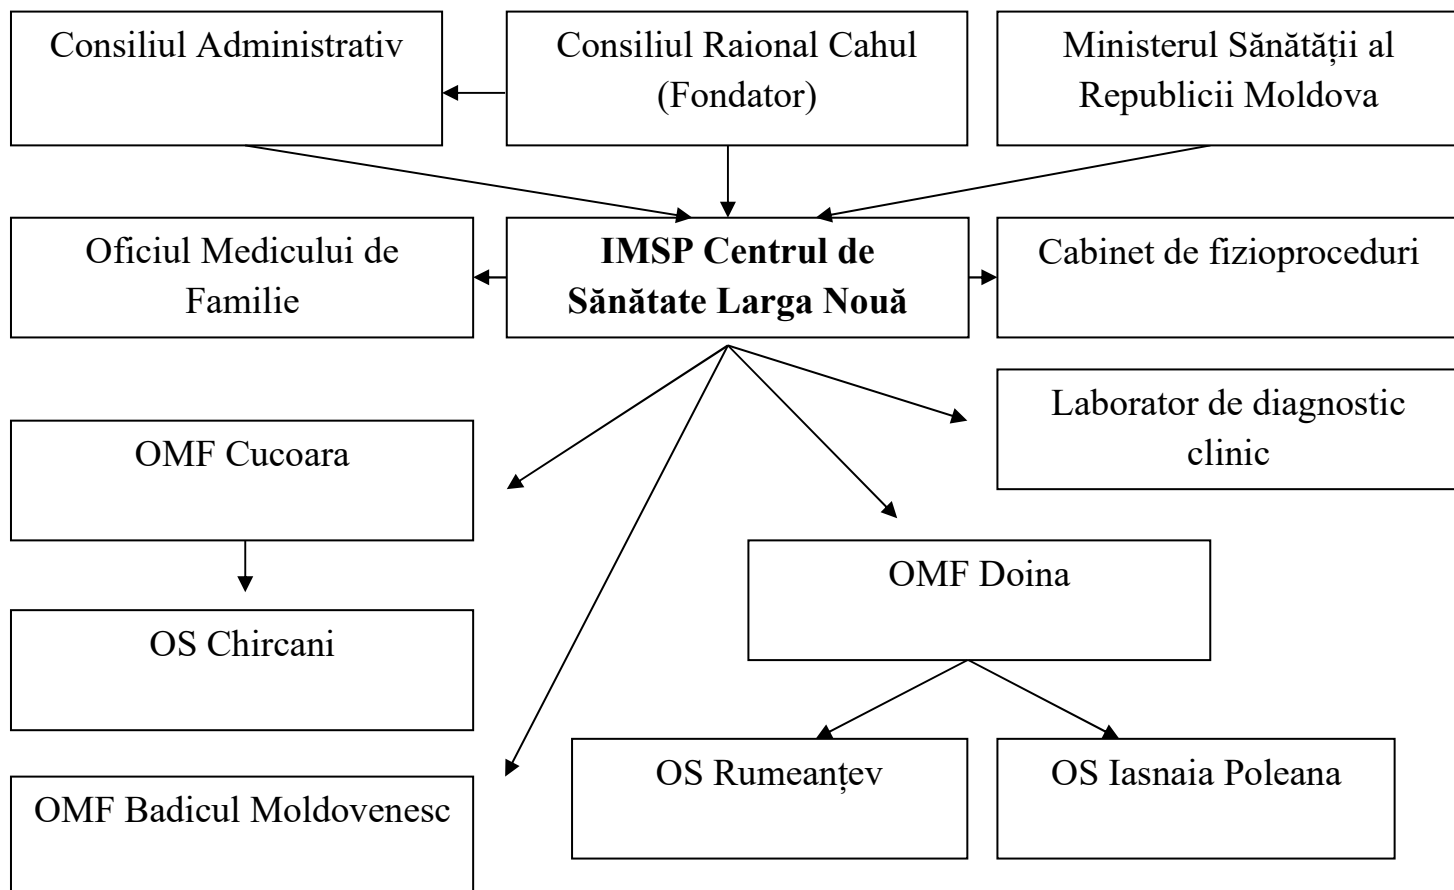 Consiliul Administrativ
Consiliul Raional Cahul
(Fondator)
Ministerul Sănătății al
Republicii Moldova
Oficiul Medicului de
Familie
IMSP Centrul de
Sănătate Larga Nouă
Cabinet de fizioproceduri
Laborator de diagnostic
clinic
OMF Cucoara
OMF Doina
OS Chircani
OS Rumeanțev
OS Iasnaia Poleana
OMF Badicul Moldovenesc